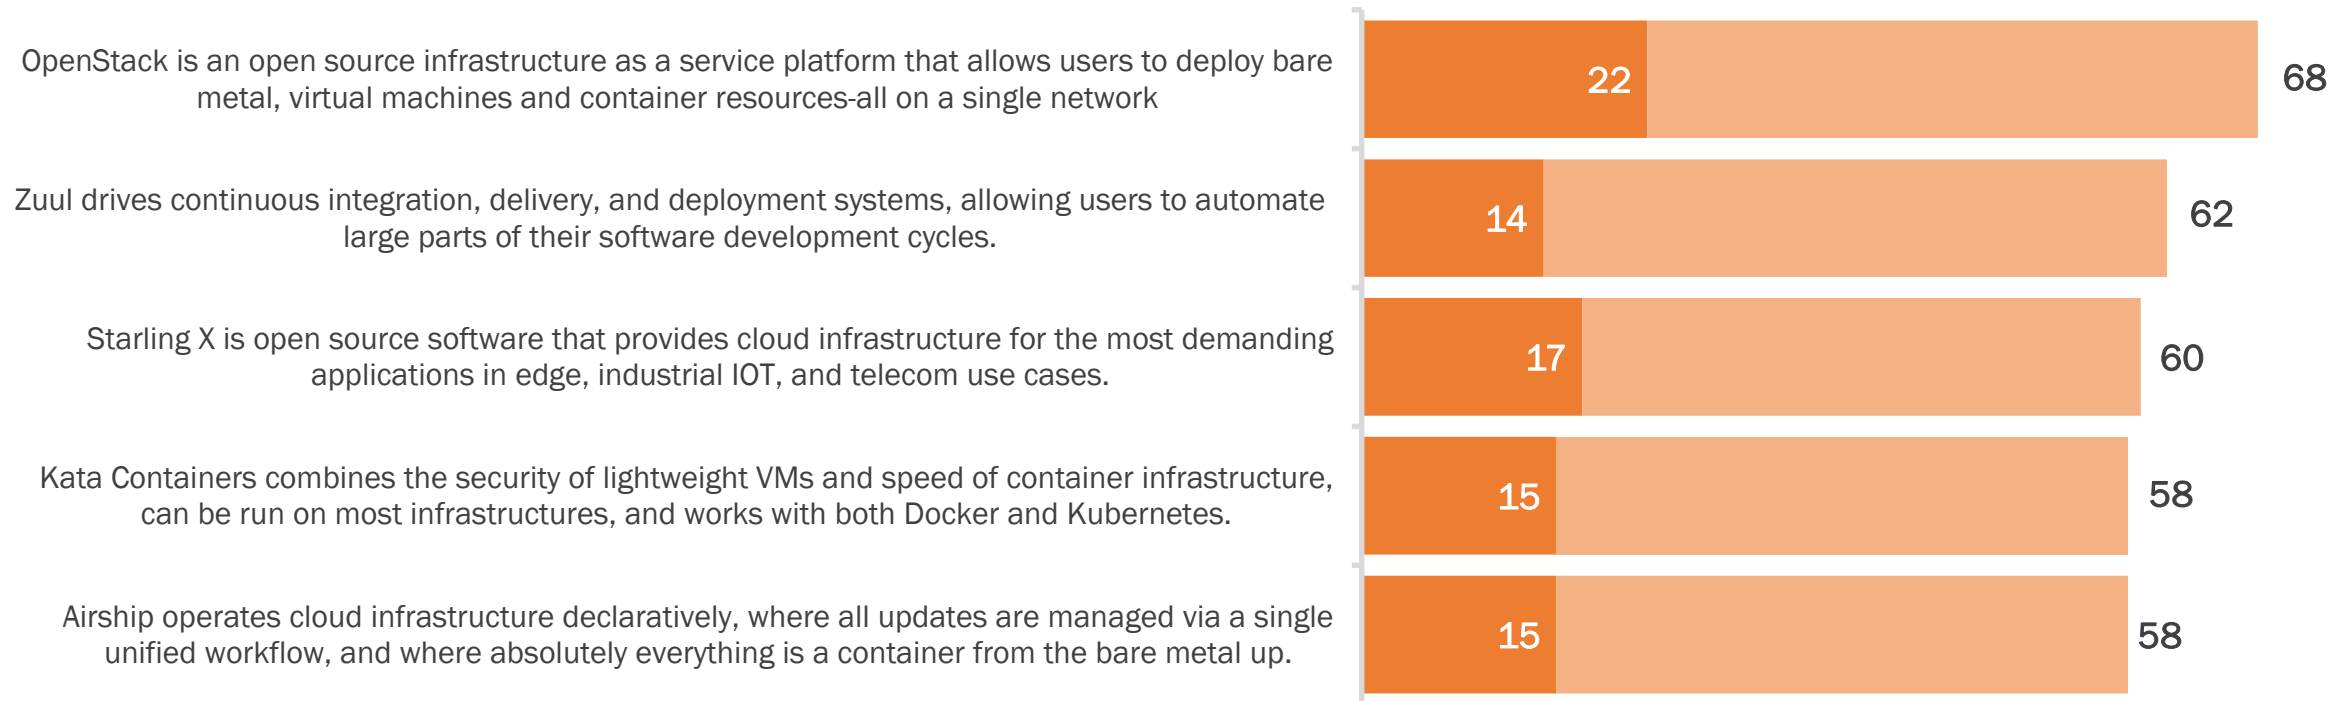 OpenStack is an open source infrastructure as a service platform that allows users to deploy bare
metal, virtual machines and container resources-all on a single network
22
68
Zuul drives continuous integration, delivery, and deployment systems, allowing users to automate
large parts of their software development cycles.
14
62
Starling X is open source software that provides cloud infrastructure for the most demanding
applications in edge, industrial IOT, and telecom use cases.
17
60
Kata Containers combines the security of lightweight VMs and speed of container infrastructure,
can be run on most infrastructures, and works with both Docker and Kubernetes.
15
58
Airship operates cloud infrastructure declaratively, where all updates are managed via a single
unified workflow, and where absolutely everything is a container from the bare metal up.
15
58